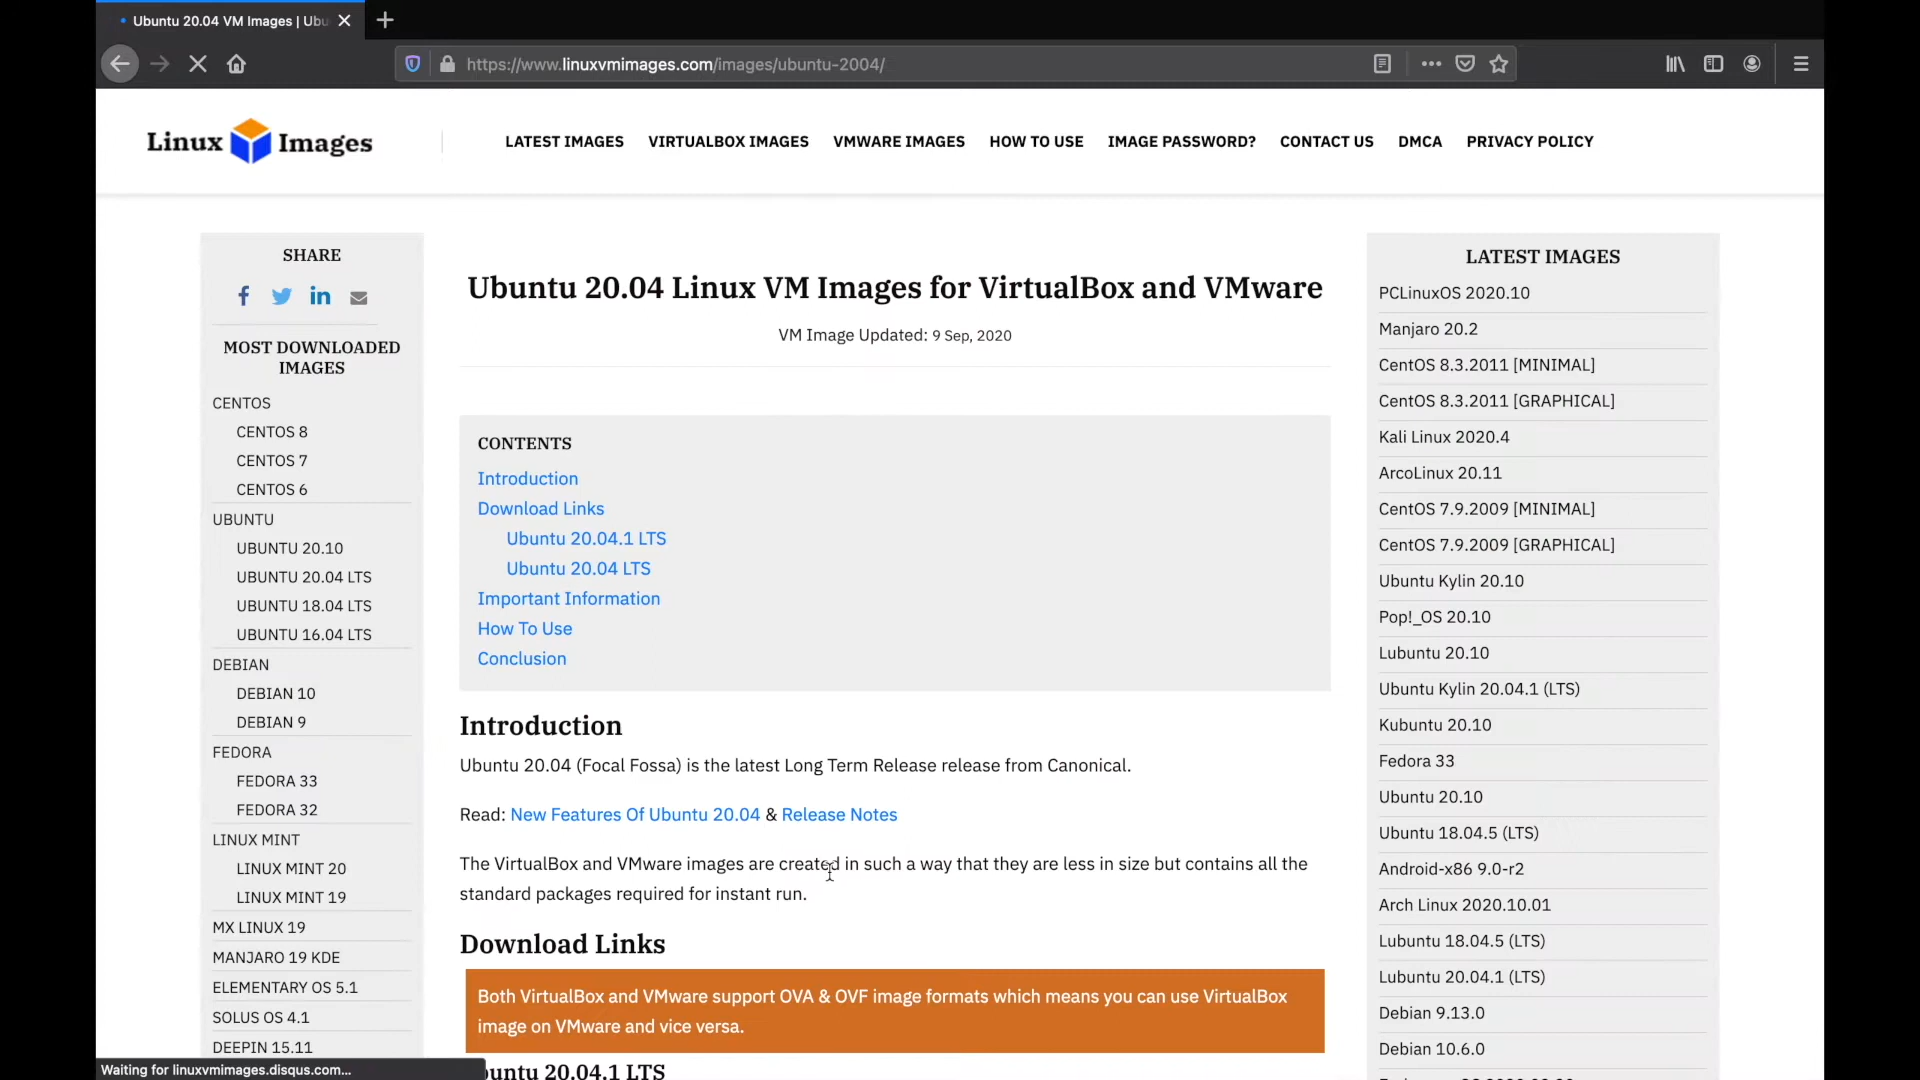 Ubuntu 20.04 VM Images | Ubu
https://www.linuxvmimages.com/images/ubuntu-2004/
Linux Images
LATEST IMAGES
VIRTUALBOX IMAGES
VMWARE IMAGES
HOW TO USE
IMAGE PASSWORD?
CONTACT US
DMCA
PRIVACY POLICY
SHARE
MOST DOWNLOADED
IMAGES
CENTOS
CENTOS 8
CENTOS 7
CENTOS 6
UBUNTU
UBUNTU 20.10
UBUNTU 20.04 LTS
UBUNTU 18.04 LTS
UBUNTU 16.04 LTS
DEBIAN
DEBIAN 10
DEBIAN 9
FEDORA
FEDORA 33
FEDORA 32
LINUX MINT
LINUX MINT 20
LINUX MINT 19
MX LINUX 19
MANJARO 19 KDE
ELEMENTARY OS 5.1
SOLUS OS 4.1
DEEPIN 15.11
Ubuntu 20.04 Linux VM Images for VirtualBox and VMware
VM Image Updated: 9 Sep, 2020
CONTENTS
Introduction
Download Links
Ubuntu 20.04.1 LTS
Ubuntu 20.04 LTS
Important Information
How To Use
Conclusion
Introduction
Ubuntu 20.04 (Focal Fossa) is the latest Long Term Release release from Canonical.
Read: New Features Of Ubuntu 20.04 & Release Notes
The VirtualBox and VMware images are created in such a way that they are less in size but contains all the
standard packages required for instant run.
Download Links
Both VirtualBox and VMware support OVA & OVF image formats which means you can use VirtualBox
image on VMware and vice versa.
buntu 20.04.1 LTS
LATEST IMAGES
PCLinuxOS 2020.10
Manjaro 20.2
CentOS 8.3.2011 [MINIMAL]
CentOS 8.3.2011 [GRAPHICAL]
Kali Linux 2020.4
ArcoLinux 20.11
CentOS 7.9.2009 [MINIMAL]
CentOS 7.9.2009 [GRAPHICAL]
Ubuntu Kylin 20.10
Pop!_OS 20.10
Lubuntu 20.10
Ubuntu Kylin 20.04.1 (LTS)
Kubuntu 20.10
Fedora 33
Ubuntu 20.10
Ubuntu 18.04.5 (LTS)
Android-x86 9.0-r2
Arch Linux 2020.10.01
Lubuntu 18.04.5 (LTS)
Lubuntu 20.04.1 (LTS)
Debian 9.13.0
Debian 10.6.0
Waiting for linuxvmimages.disqus.com...